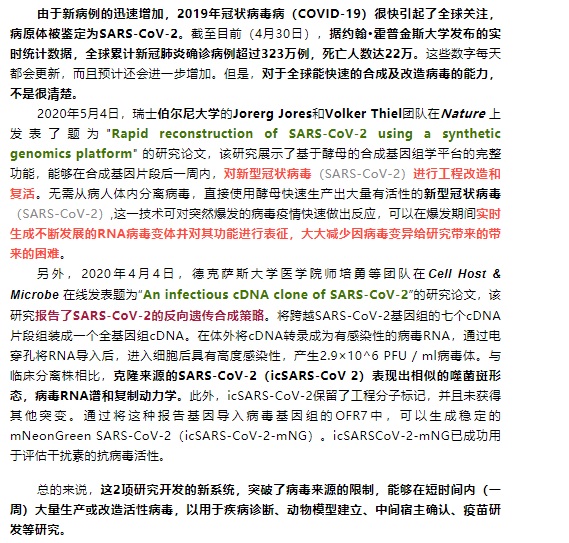 由于新病例的迅速增加，2019年冠状病毒病（COVID-19）很快引起了全球关注，
病原体被鉴定为SARS-CoV-2。截至目前（4月30日），据约翰·霍普金斯大学发布的实
时统计数据，全球累计新冠肺炎确诊病例超过323万例，死亡人数达22万。这些数字每天
都会更新，而且预计还会进一步增加。但是，对于全球能快速的合成及改造病毒的能力，
不是很清楚。
2020年5月4日，瑞士伯尔尼大学的Jorerg Jores和Volker Thiel团队在Nature 上
发表了题为"Rapid reconstruction of SARS-CoV-2 using a synthetic
genomics platform" 的研究论文，该研究展示了基于酵母的合成基因组学平台的完整
功能，能够在合成基因片段后一周内，对新型冠状病毒（SARS-CoV-2）进行工程改造和
复活。无需从病人体内分离病毒，直接使用酵母快速生产出大量有活性的新型冠状病毒
（SARS-CoV-2）,这一技术可对突然爆发的病毒疫情快速做出反应，可以在爆发期间实时
生成不断发展的RNA病毒变体并对其功能进行表征，大大减少因病毒变异给研究带来的带
来的困难。
另外，2020年4月4日，德克萨斯大学医学院师培勇等团队在Cell Host &
Microbe 在线发表题为“An infectious cDNA clone of SARS-CoV-2”的研究论文，该
研究报告了SARS-CoV-2的反向遗传合成策略。将跨越SARS-CoV-2基因组的七个cDNA
片段组装成一个全基因组cDNA。在体外将cDNA转录成为有感染性的病毒RNA，通过电
穿孔将RNA导入后，进入细胞后具有高度感染性，产生2.9×10^6 PFU / ml病毒体。与
临床分离株相比，克隆来源的SARS-CoV-2（icSARS-CoV 2）表现出相似的噬菌斑形
态，病毒RNA谱和复制动力学。此外，icSARS-CoV-2保留了工程分子标记，并且未获得
其他突变。通过将这种报告基因导入病毒基因组的OFR7中，可以生成稳定的
mNeonGreen SARS-CoV-2（icSARS-CoV-2-mNG）。icSARSCoV-2-mNG已成功用
于评估干扰素的抗病毒活性。
总的来说，这2项研究开发的新系统，突破了病毒来源的限制，能够在短时间内（一
周）大量生产或改造活性病毒，以用于疾病诊断、动物模型建立、中间宿主确认、疫苗研
发等研究。